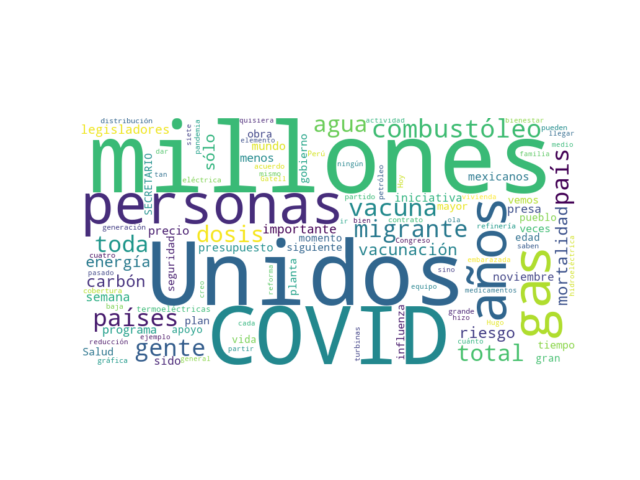 distribución
siete
pandemia
quisiera
actividad
bienestar
legisladores
obra
elemento
gobierno
agua
combustóleo
pueden
llegar
millones
dar
SECRETARIO
sólo
mundo
acuerdo
Perú
menos
mismo
ningún
Hoy
petróleo
mexicanos
familia
medio
tan
eléctrica
personas
vacuna
partido
iniciativa
vivienda
mayor
vemos
presa
país
generación
precio
importante
dosis
migrante
ir
bien
contrato
ola
refinería
pueblo
veces
toda
seguridad
presupuesto
momento
siguiente
vacunación
Congreso
edad
saben
mortalidad
cuatro
energía
Unidos
años
gas
pasado
carbón
creo
reforma
planta
sino
embarazada
noviembre
cobertura
semana
baja
termoeléctricas
equipo
medicamentos
países
programa
plan
apoyo
cada
COVID
influenza
grande
hizo
Hugo
riesgo
reducción
ejemplo
vida
turbinas
cuánto
tiempo
Salud
gente
partir
total
gráfica
sido
general
gran